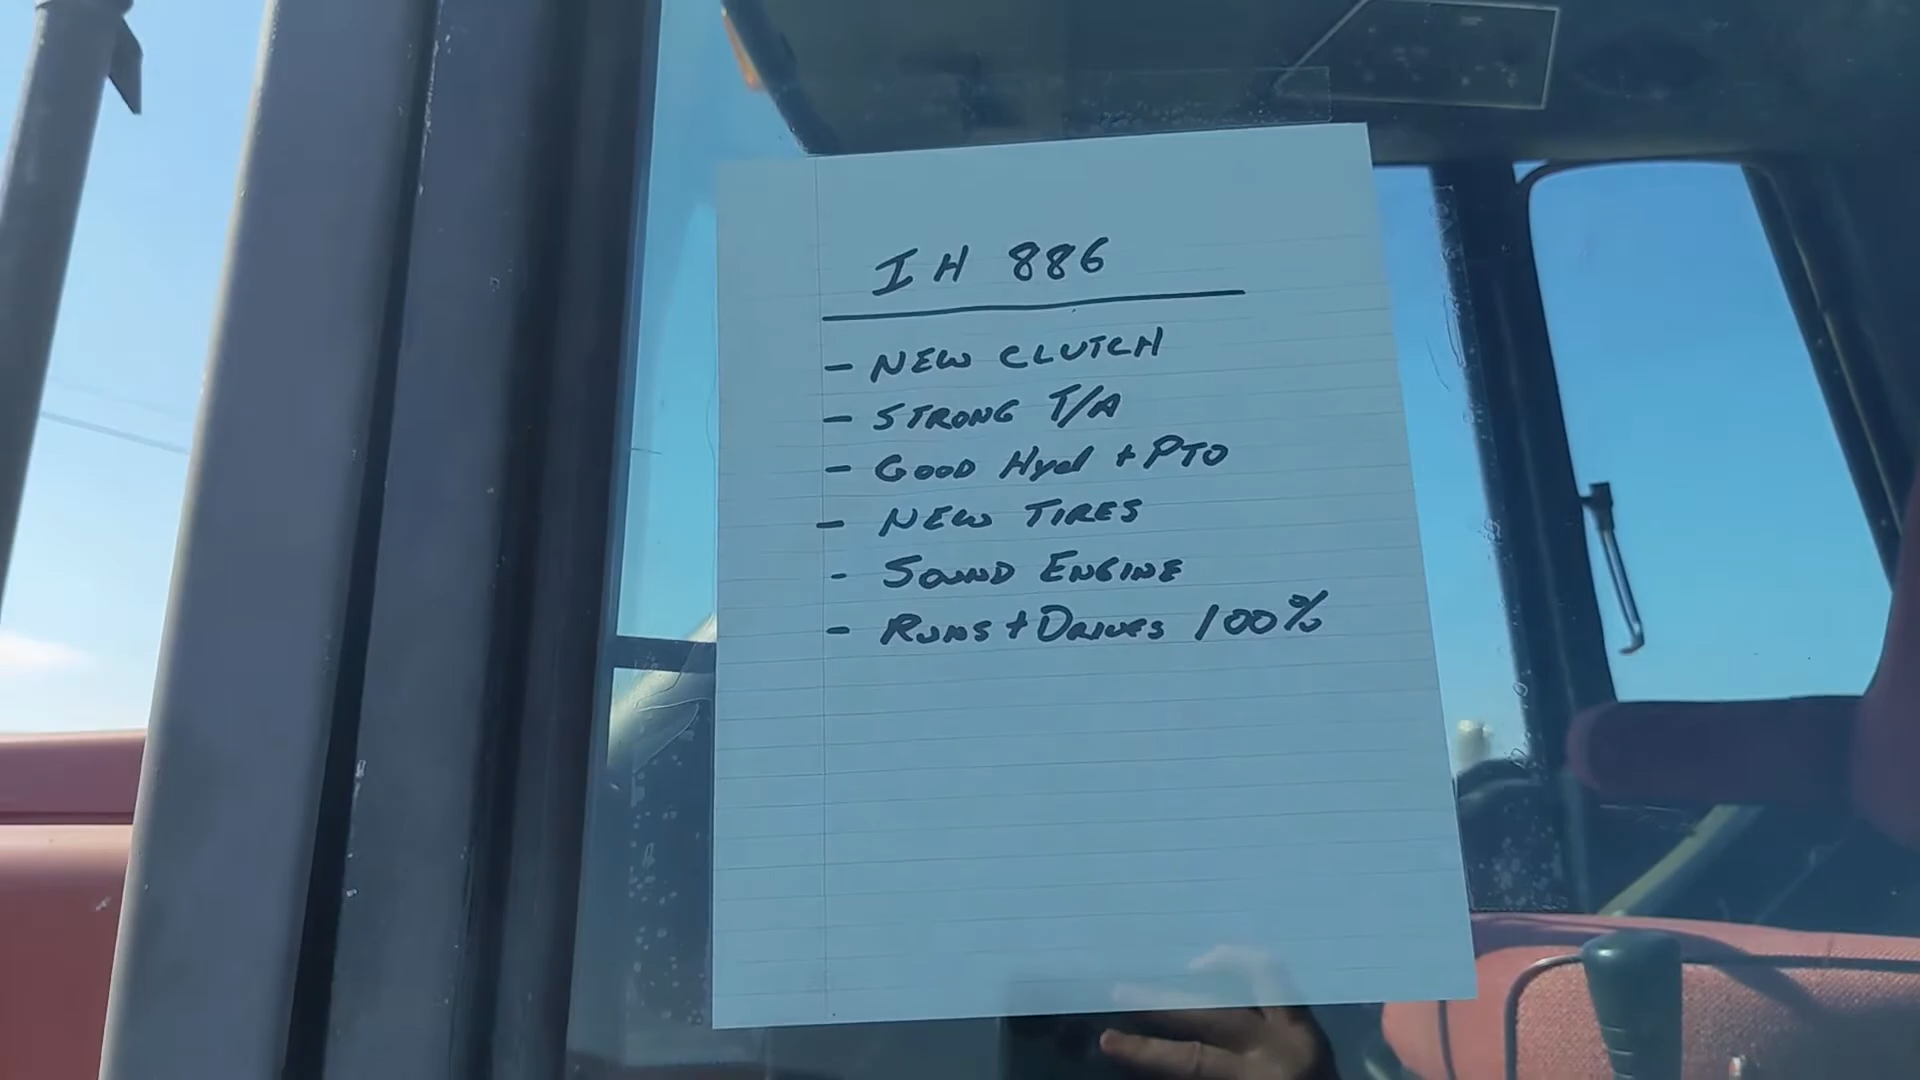 IH 886
- NEW CLUTCH
- STRONG T/A
- GOOD Hyd + PTO
- NEW TIRES
- SOUND ENGINE
- RUNS + DRIVES 100%